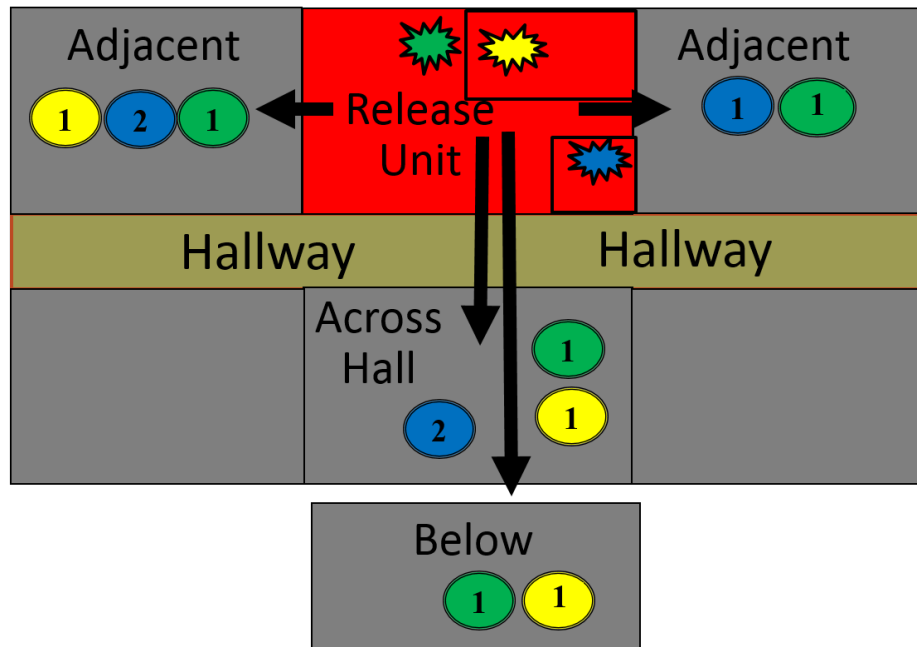 Adjacent
1 2 1
Release
Unit
Adjacent
1 1
Hallway
Hallway
Across
Hall
1
1
2
Below
1 1